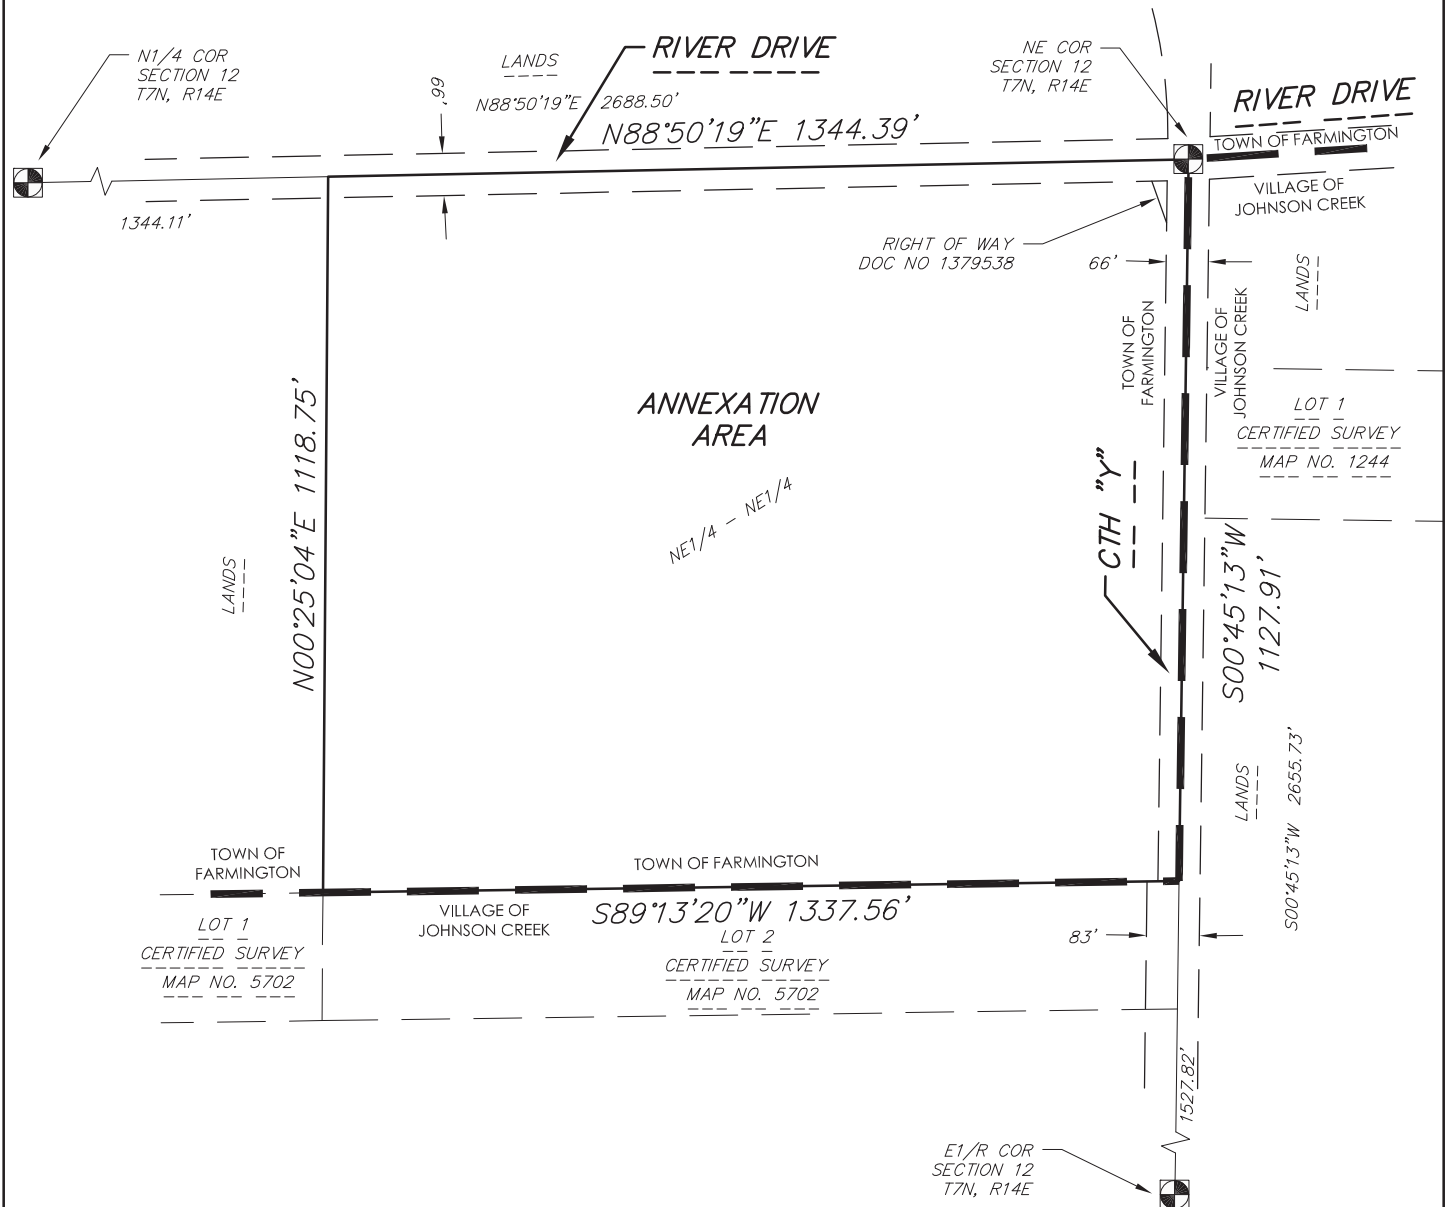 N1/4 COR
SECTION 12
T7N, R14E
LANDS
RIVER DRIVE
N88°50'19"E 2688.50'
N88°50'19"E 1344.39'
66'
1344.11'
NE COR
SECTION 12
T7N, R14E
RIVER DRIVE
TOWN OF FARMINGTON
VILLAGE OF
JOHNSON CREEK
RIGHT OF WAY
DOC NO 1379538
66'
LANDS
TOWN OF
FARMINGTON
VILLAGE OF
JOHNSON CREEK
ANNEXATION
AREA
NE1/4 - NE1/4
LOT 1
CERTIFIED SURVEY
MAP NO. 1244
N00°25'04"E 1118.75'
LANDS
CTH "Y"
S00°45'13"W
1127.91'
LANDS
S00°45'13"W 2655.73'
TOWN OF
FARMINGTON
TOWN OF FARMINGTON
VILLAGE OF
JOHNSON CREEK
S89°13'20"W 1337.56'
LOT 1
CERTIFIED SURVEY
MAP NO. 5702
LOT 2
CERTIFIED SURVEY
MAP NO. 5702
83'
1527.82'
E1/R COR
SECTION 12
T7N, R14E